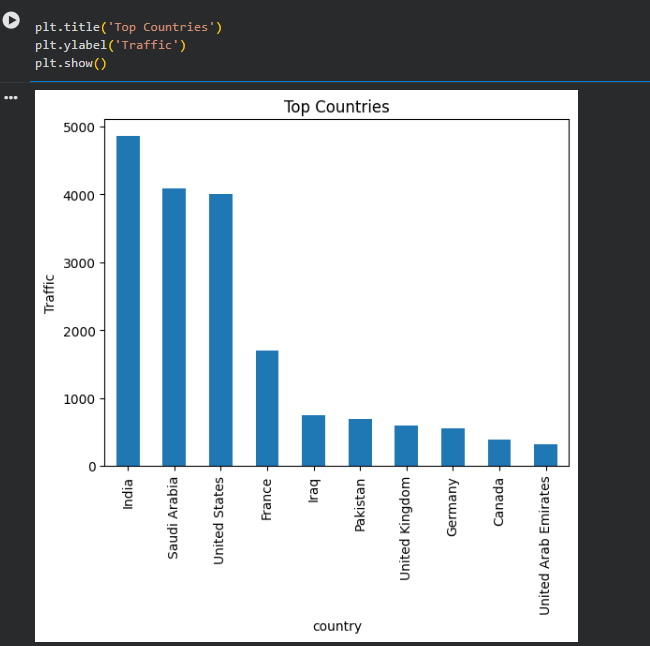 plt.title('Top Countries')
plt.ylabel('Traffic')
plt.show()
Top Countries
5000
4000
3000
2000
1000
0
Traffic
India
Saudi Arabia
United States
France
Iraq
Pakistan
United Kingdom
Germany
Canada
United Arab Emirates
country